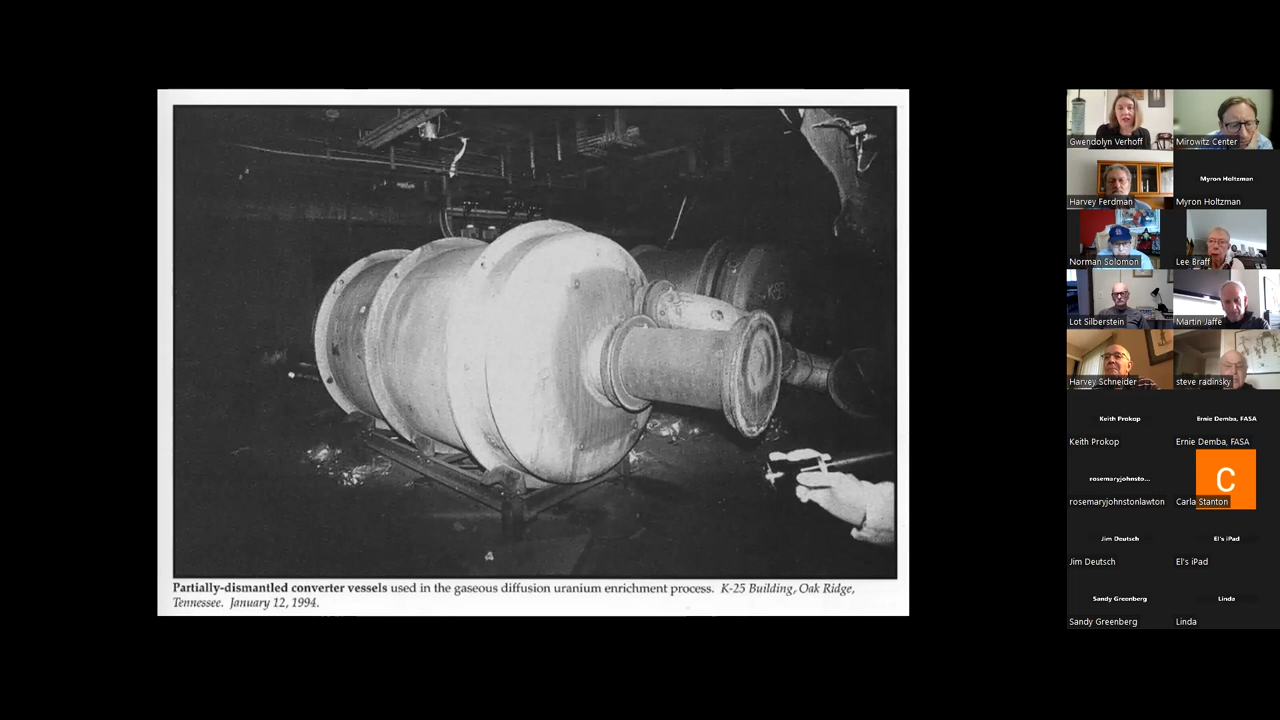 Partially-dismantled converter vessels used in the gaseous diffusion uranium enrichment process. K-25 Building, Oak Ridge,
Tennessee. January 12, 1994.
Gwendolyn Verhoff
Mirowitz Center
Harvey Ferdman
Myron Holtzman
Myron Holtzman
Norman Solomon
Lee Braff
Lot Silberstein
Martin Jaffe
Harvey Schneider
steve radinsky
Keith Prokop
Keith Prokop
Ernie Demba, FASA
Ernie Demba, FASA
rosemaryjohnsto...
rosemaryjohnstonlawton
C
Carla Stanton
Jim Deutsch
Jim Deutsch
El's iPad
El's iPad
Sandy Greenberg
Sandy Greenberg
Linda
Linda